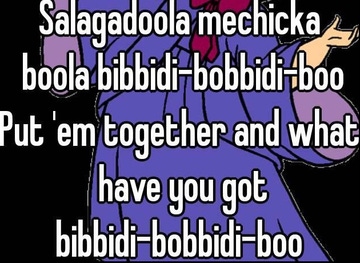 Salagadoola mechicka
boola bibbidi-bobbidi-boo
Put 'em together and what
have you got
bibbidi-bobbidi-boo